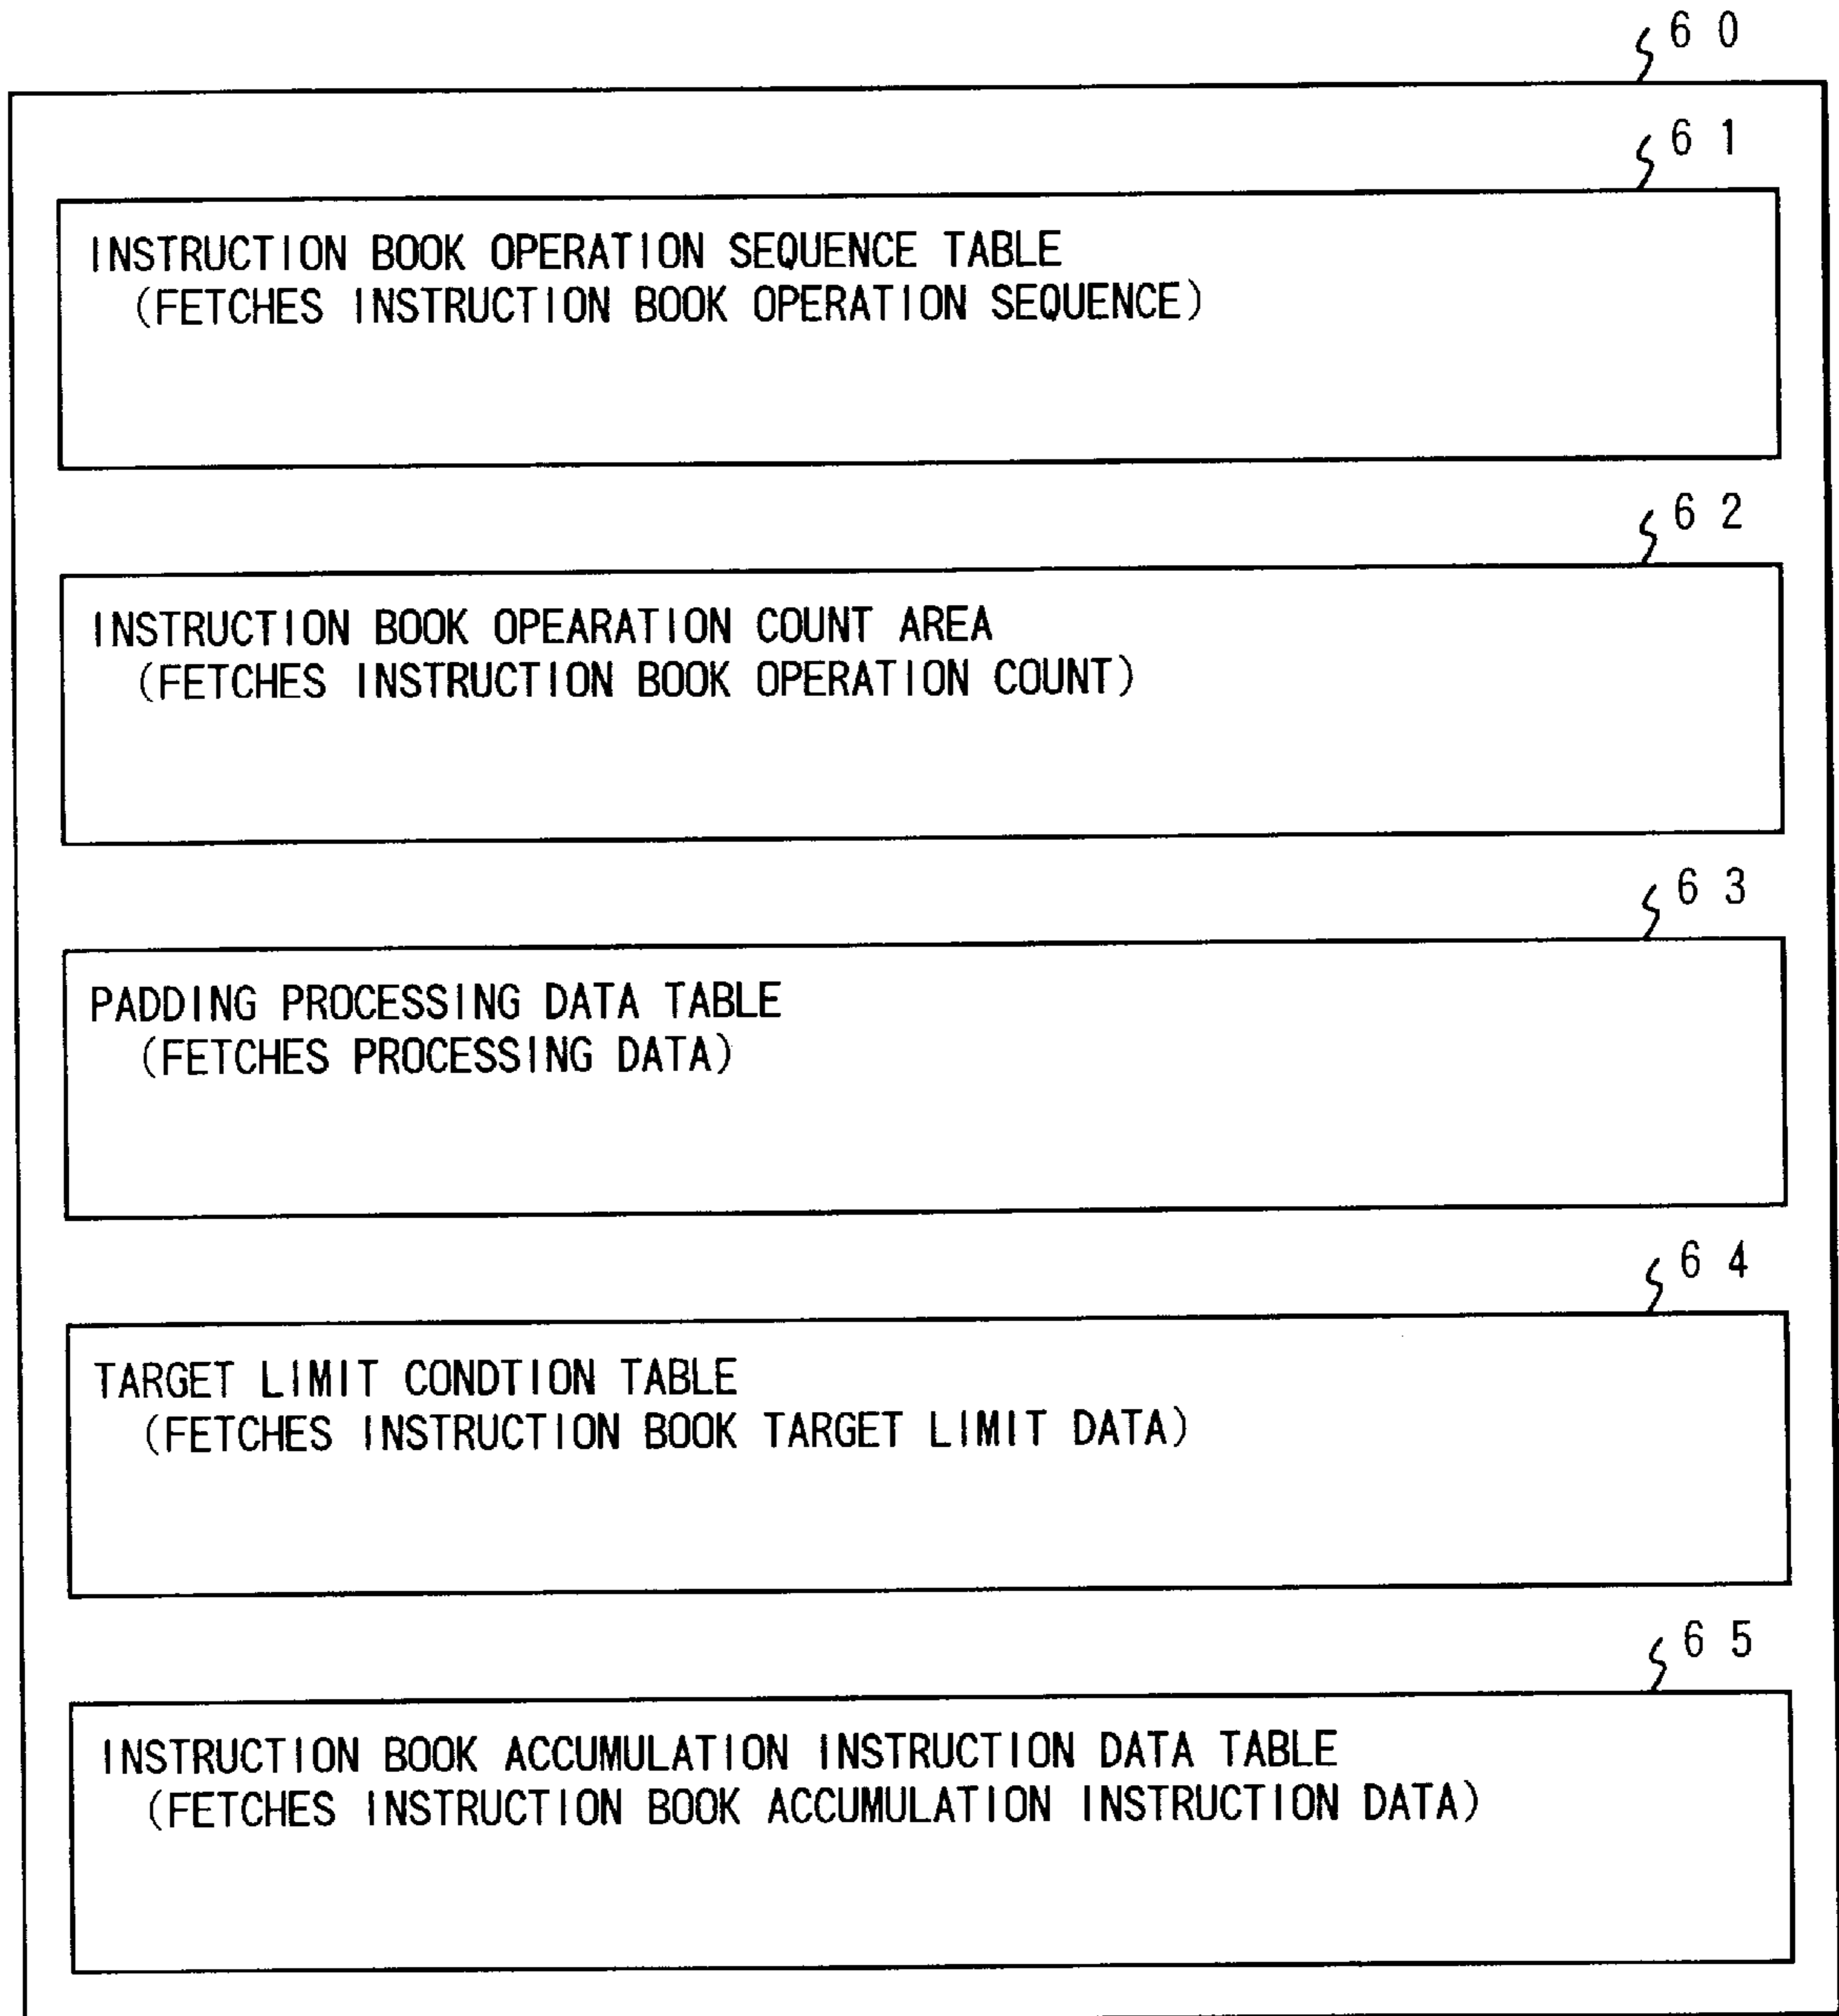 60
61
INSTRUCTION BOOK OPERATION SEQUENCE TABLE
(FETCHES INSTRUCTION BOOK OPERATION SEQUENCE)
62
INSTRUCTION BOOK OPEARATION COUNT AREA
(FETCHES INSTRUCTION BOOK OPERATION COUNT)
63
PADDING PROCESSING DATA TABLE
(FETCHES PROCESSING DATA)
64
TARGET LIMIT CONDTION TABLE
(FETCHES INSTRUCTION BOOK TARGET LIMIT DATA)
65
INSTRUCTION BOOK ACCUMULATION INSTRUCTION DATA TABLE
(FETCHES INSTRUCTION BOOK ACCUMULATION INSTRUCTION DATA)